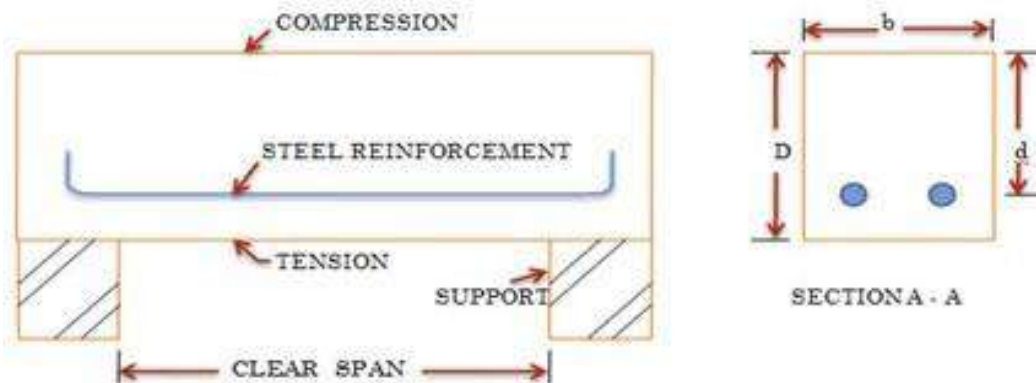 COMPRESSION
STEEL REINFORCEMENT
TENSION
SUPPORT
CLEAR SPAN
b
D
d
SECTION A - A